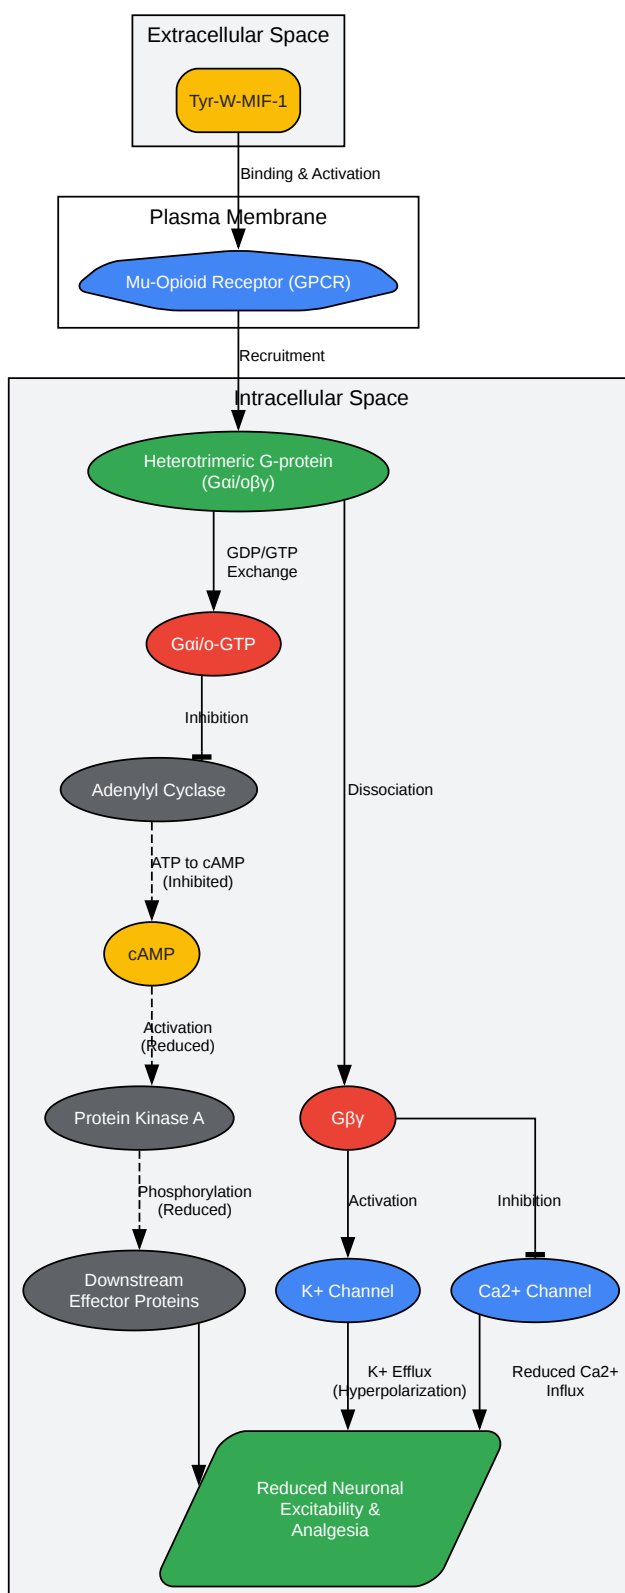 Extracellular Space
Tyr-W-MIF-1
Binding & Activation
Plasma Membrane
Mu-Opioid Receptor (GPCR)
Recruitment
Intracellular Space
Heterotrimeric G-protein
(Gαi/oβγ)
GDP/GTP
Exchange
Gαi/o-GTP
Inhibition
Adenylyl Cyclase
Dissociation
ATP to cAMP
(Inhibited)
cAMP
Activation
(Reduced)
Protein Kinase A
Gβγ
Phosphorylation
(Reduced)
Activation
Inhibition
Downstream
Effector Proteins
K+ Channel
Ca2+ Channel
K+ Efflux
(Hyperpolarization)
Reduced Ca2+
Influx
Reduced Neuronal
Excitability &
Analgesia